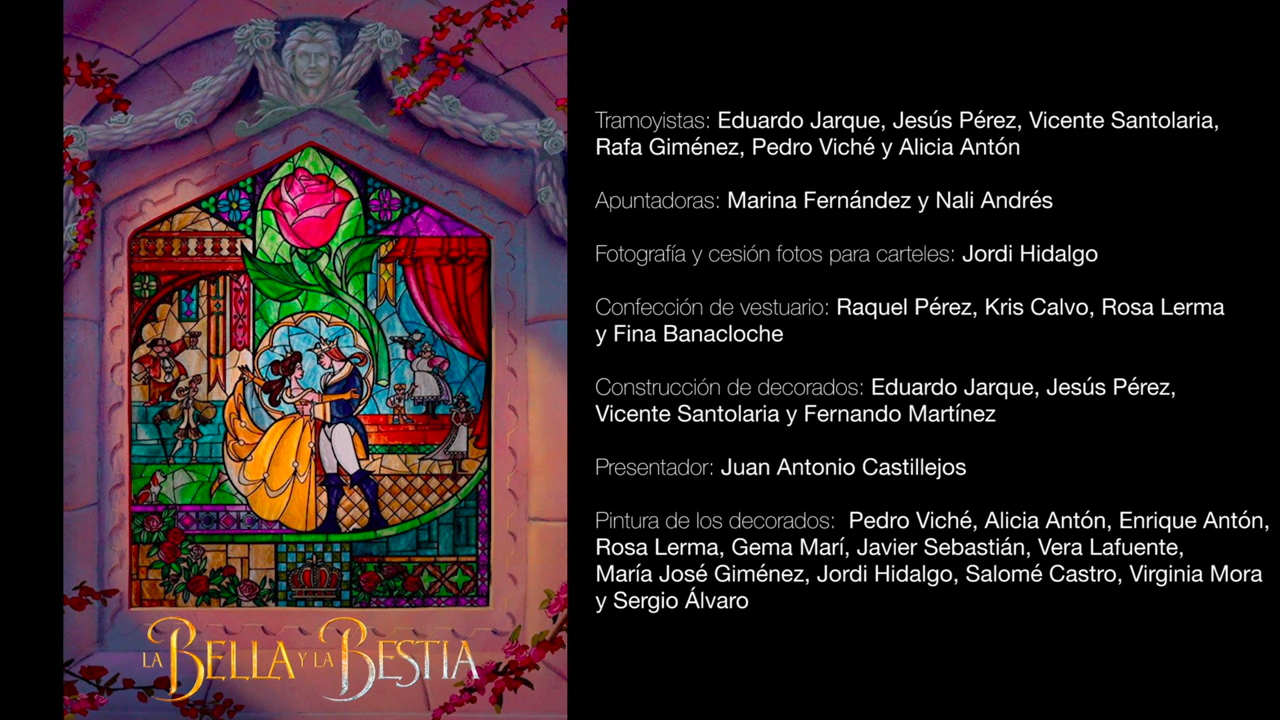 LA BELLA Y LA BESTIA
Tramoyistas: Eduardo Jarque, Jesús Pérez, Vicente Santolaria,
Rafa Giménez, Pedro Viché y Alicia Antón
Apuntadoras: Marina Fernández y Nali Andrés
Fotografía y cesión fotos para carteles: Jordi Hidalgo
Confección de vestuario: Raquel Pérez, Kris Calvo, Rosa Lerma
y Fina Banacloche
Construcción de decorados: Eduardo Jarque, Jesús Pérez,
Vicente Santolaria y Fernando Martínez
Presentador: Juan Antonio Castillejos
Pintura de los decorados: Pedro Viché, Alicia Antón, Enrique Antón,
Rosa Lerma, Gema Marí, Javier Sebastián, Vera Lafuente,
María José Giménez, Jordi Hidalgo, Salomé Castro, Virginia Mora
y Sergio Álvaro